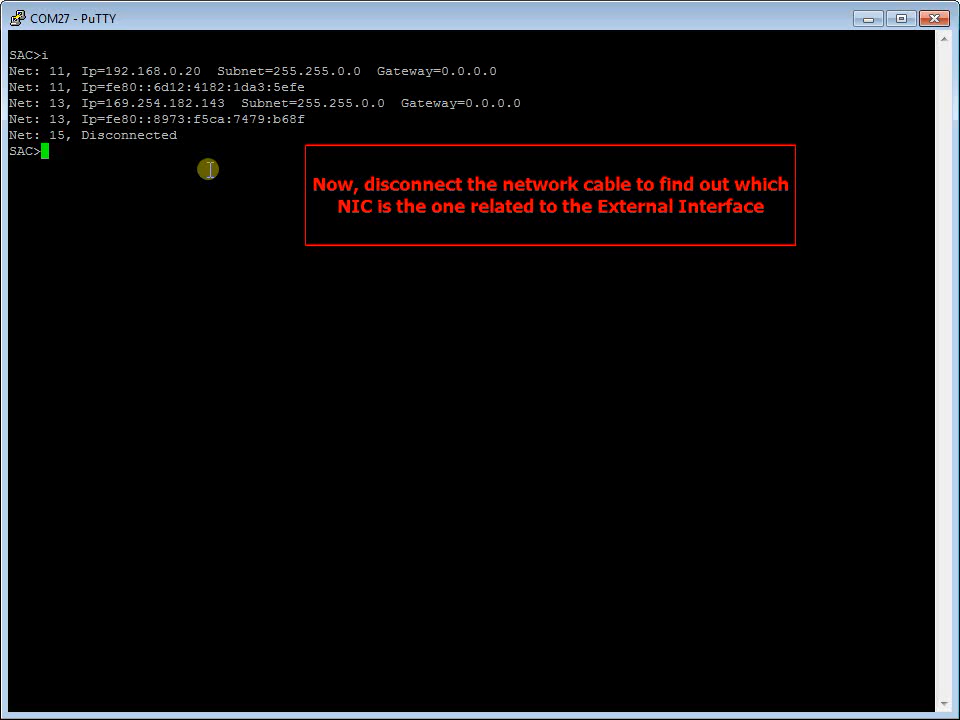 COM27 - PuTTY
SAC>i
Net: 11, Ip=192.168.0.20  Subnet=255.255.0.0  Gateway=0.0.0.0
Net: 11, Ip=fe80::6d12:4182:1da3:5efe
Net: 13, Ip=169.254.182.143  Subnet=255.255.0.0  Gateway=0.0.0.0
Net: 13, Ip=fe80::8973:f5ca:7479:b68f
Net: 15, Disconnected
SAC>
Now, disconnect the network cable to find out which
NIC is the one related to the External Interface